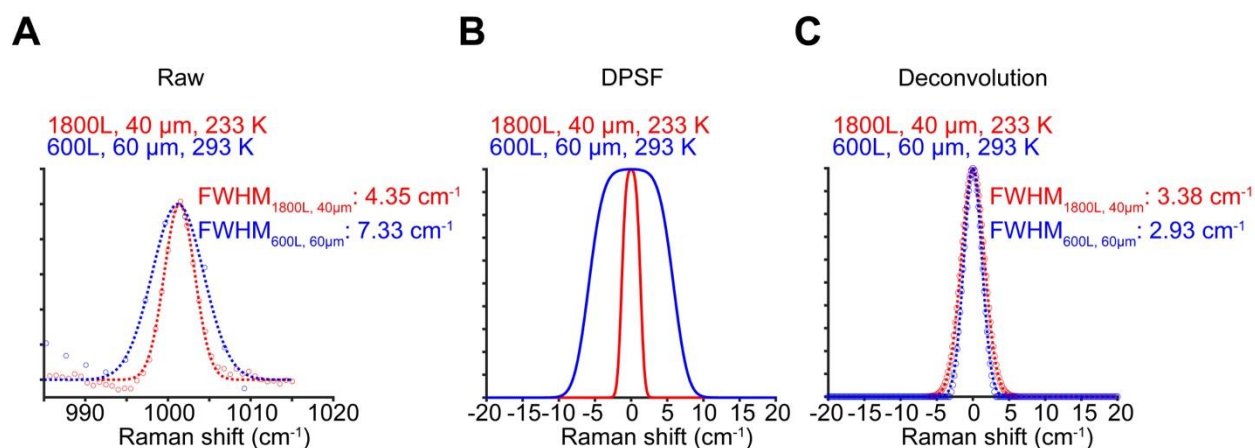 A
Raw
1800L, 40 µm, 233 K
600L, 60 µm, 293 K
FWHM1800L, 40µm: 4.35 cm-1
FWHM600L, 60µm: 7.33 cm-1
990 1000 1010 1020
Raman shift (cm-1)
B
DPSF
1800L, 40 µm, 233 K
600L, 60 µm, 293 K
-20 -15 -10 -5 0 5 10 15 20
Raman shift (cm-1)
C
Deconvolution
1800L, 40 µm, 233 K
600L, 60 µm, 293 K
FWHM1800L, 40µm: 3.38 cm-1
FWHM600L, 60µm: 2.93 cm-1
-20 -15 -10 -5 0 5 10 15 20
Raman shift (cm-1)